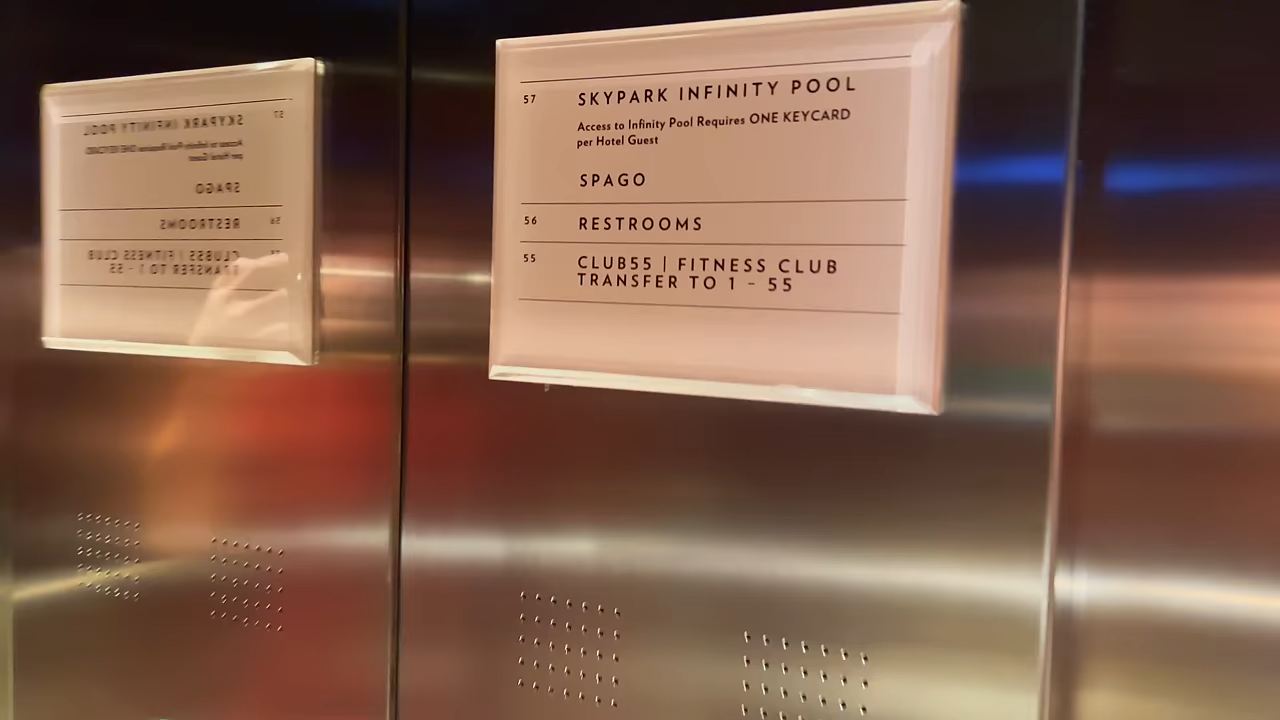 57 SKYPARK INFINITY POOL
Access to Infinity Pool Requires ONE KEYCARD
per Hotel Guest
SPAGO
56 RESTROOMS
55 CLUB55 | FITNESS CLUB
TRANSFER TO 1 - 55